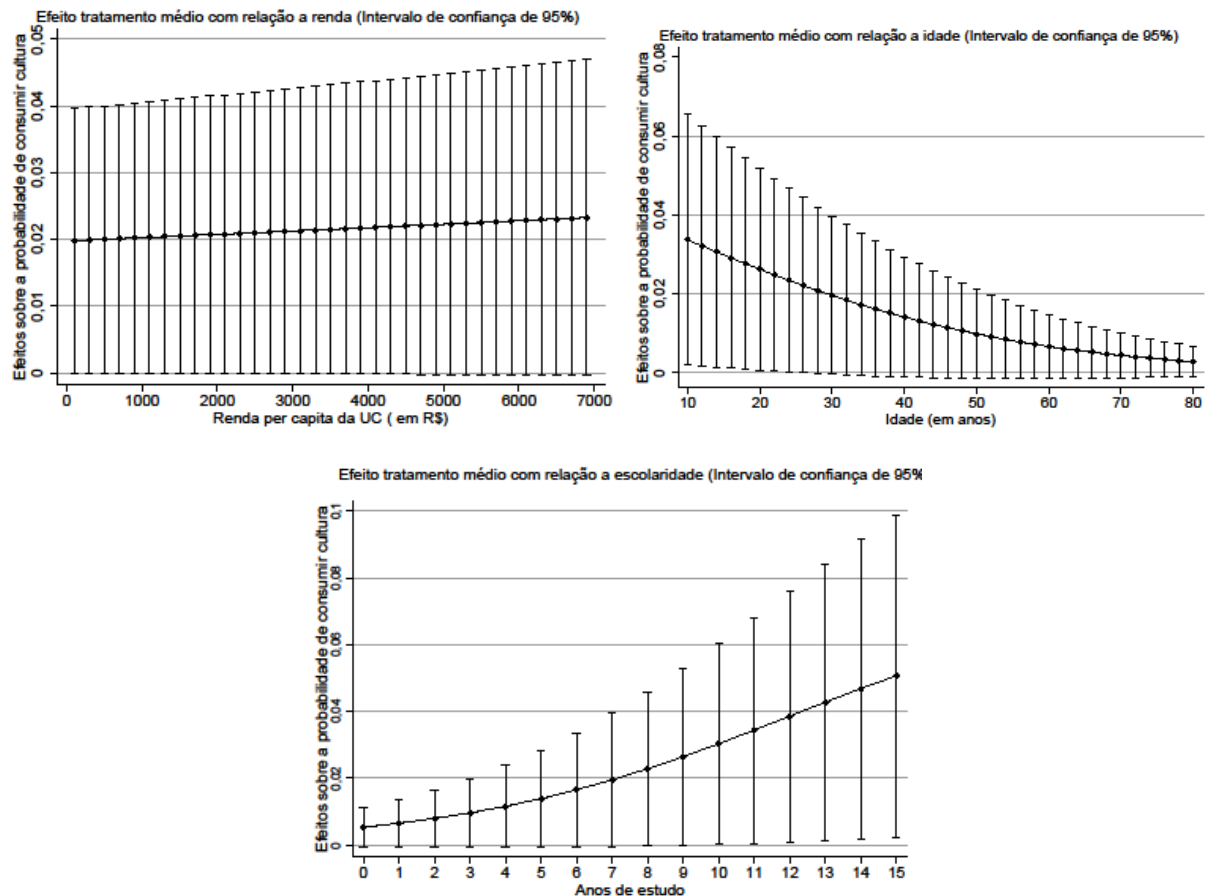 Efeito tratamento médio com relação a renda (Intervalo de confiança de 95%)
Efeitos sobre a probabilidade de consumir cultura
0,05
0,04
0,03
0,02
0,01
0
0 1000 2000 3000 4000 5000 6000 7000
Renda per capita da UC ( em R$)
Efeito tratamento médio com relação a idade (Intervalo de confiança de 95%)
Efeitos sobre a probabilidade de consumir cultura
0,08
0,06
0,04
0,02
0
10 20 30 40 50 60 70 80
Idade (em anos)
Efeito tratamento médio com relação a escolaridade (Intervalo de confiança de 95%
Efeitos sobre a probabilidade de consumir cultura
0,1
0,08
0,06
0,04
0,02
0
0 1 2 3 4 5 6 7 8 9 10 11 12 13 14 15
Anos de estudo